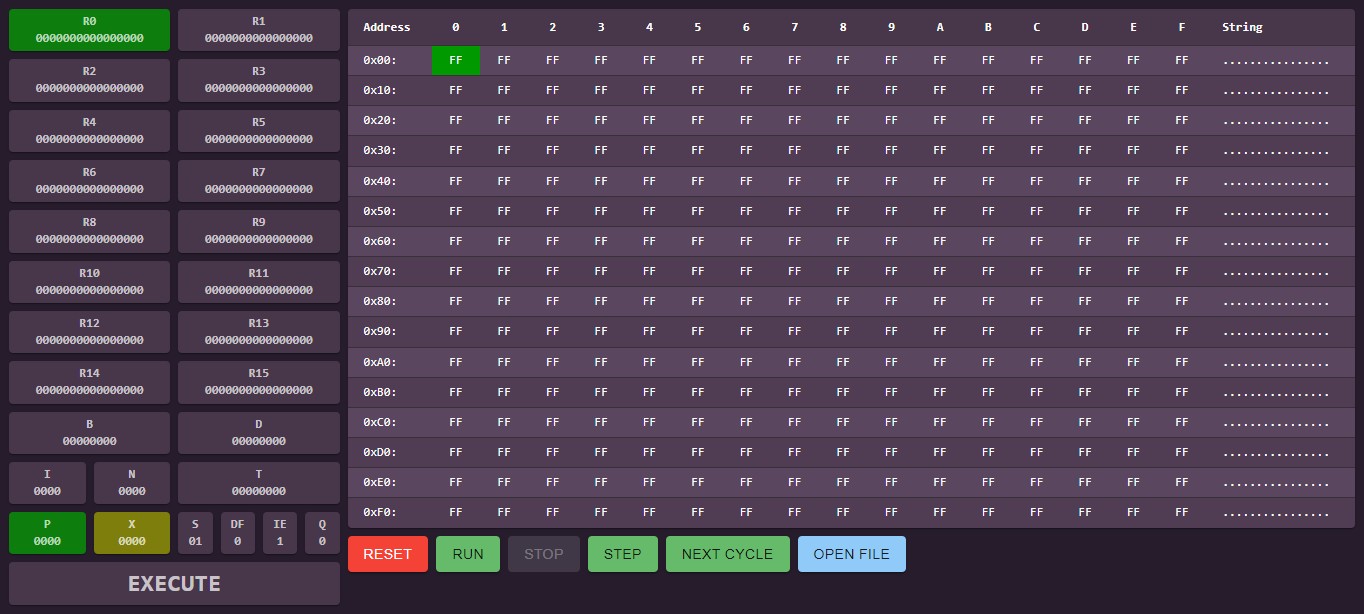 R0 R1
0000000000000000 0000000000000000
R2 R3
0000000000000000 0000000000000000
R4 R5
0000000000000000 0000000000000000
R6 R7
0000000000000000 0000000000000000
R8 R9
0000000000000000 0000000000000000
R10 R11
0000000000000000 0000000000000000
R12 R13
0000000000000000 0000000000000000
R14 R15
0000000000000000 0000000000000000
B D
00000000 00000000
I N T
0000 0000 00000000
P X S DF IE Q
0000 0000 01 0 1 0
EXECUTE
Address 0 1 2 3 4 5 6 7 8 9 A B C D E F String
0x00: FF FF FF FF FF FF FF FF FF FF FF FF FF FF FF FF ................
0x10: FF FF FF FF FF FF FF FF FF FF FF FF FF FF FF FF ................
0x20: FF FF FF FF FF FF FF FF FF FF FF FF FF FF FF FF ................
0x30: FF FF FF FF FF FF FF FF FF FF FF FF FF FF FF FF ................
0x40: FF FF FF FF FF FF FF FF FF FF FF FF FF FF FF FF ................
0x50: FF FF FF FF FF FF FF FF FF FF FF FF FF FF FF FF ................
0x60: FF FF FF FF FF FF FF FF FF FF FF FF FF FF FF FF ................
0x70: FF FF FF FF FF FF FF FF FF FF FF FF FF FF FF FF ................
0x80: FF FF FF FF FF FF FF FF FF FF FF FF FF FF FF FF ................
0x90: FF FF FF FF FF FF FF FF FF FF FF FF FF FF FF FF ................
0xA0: FF FF FF FF FF FF FF FF FF FF FF FF FF FF FF FF ................
0xB0: FF FF FF FF FF FF FF FF FF FF FF FF FF FF FF FF ................
0xC0: FF FF FF FF FF FF FF FF FF FF FF FF FF FF FF FF ................
0xD0: FF FF FF FF FF FF FF FF FF FF FF FF FF FF FF FF ................
0xE0: FF FF FF FF FF FF FF FF FF FF FF FF FF FF FF FF ................
0xF0: FF FF FF FF FF FF FF FF FF FF FF FF FF FF FF FF ................
RESET RUN STOP STEP NEXT CYCLE OPEN FILE